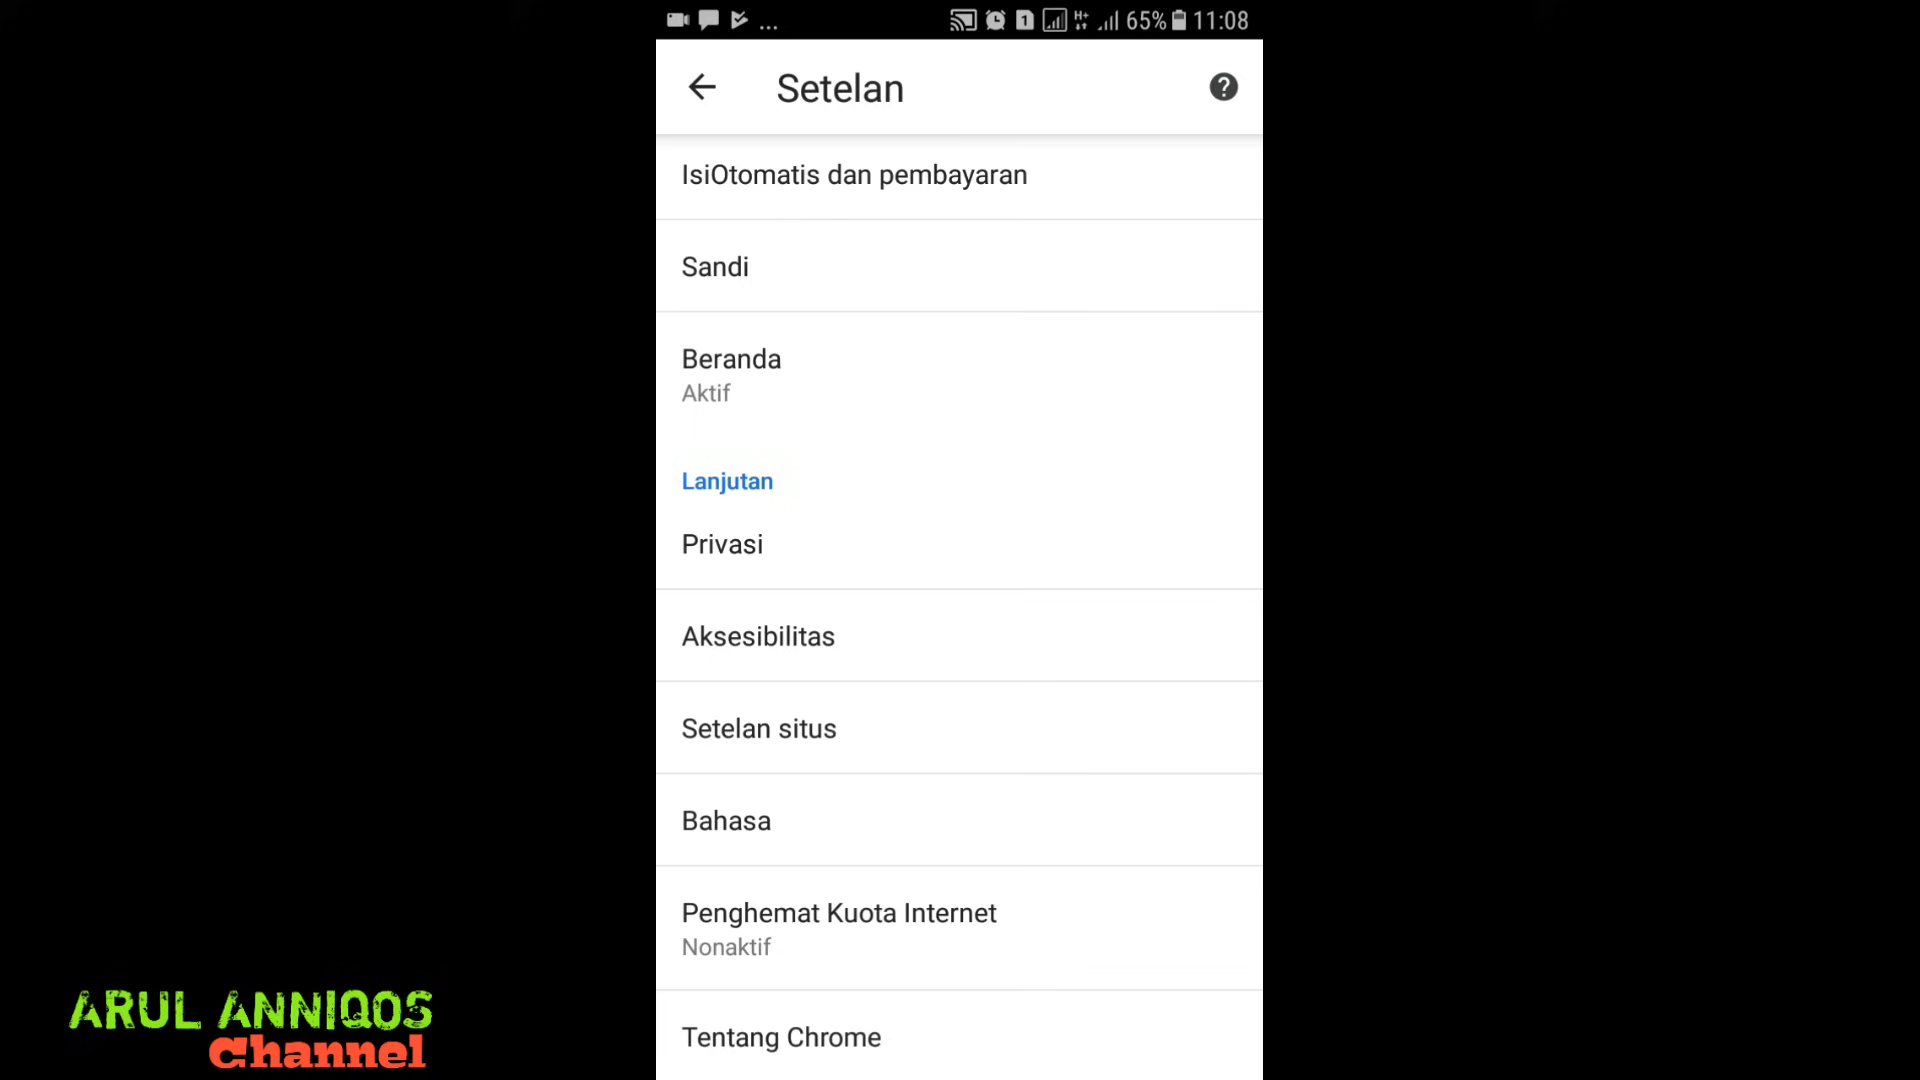 ... 1 H+ 65% 11:08
Setelan
IsiOtomatis dan pembayaran
Sandi
Beranda
Aktif
Lanjutan
Privasi
Aksesibilitas
Setelan situs
Bahasa
Penghemat Kuota Internet
Nonaktif
Tentang Chrome
ARUL ANNIQOS
Channel